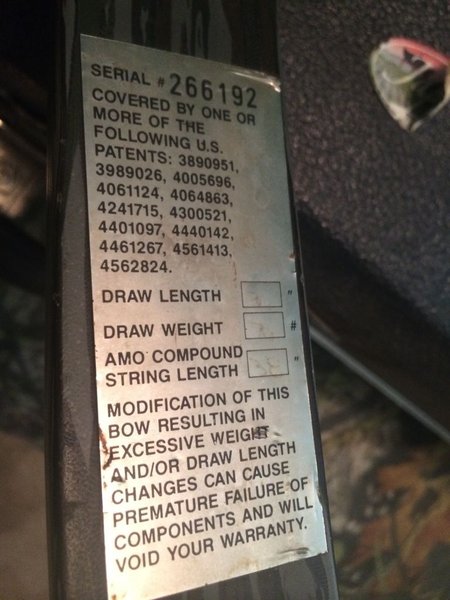 SERIAL # 266192
COVERED BY ONE OR
MORE OF THE
FOLLOWING U.S.
PATENTS: 3890951,
3989026, 4005696,
4061124, 4064863,
4241715, 4300521,
4401097, 4440142,
4461267, 4561413,
4562824.
DRAW LENGTH "
DRAW WEIGHT #
AMO COMPOUND
STRING LENGTH "
MODIFICATION OF THIS
BOW RESULTING IN
EXCESSIVE WEIGHT
AND/OR DRAW LENGTH
CHANGES CAN CAUSE
PREMATURE FAILURE OF
COMPONENTS AND WILL
VOID YOUR WARRANTY.